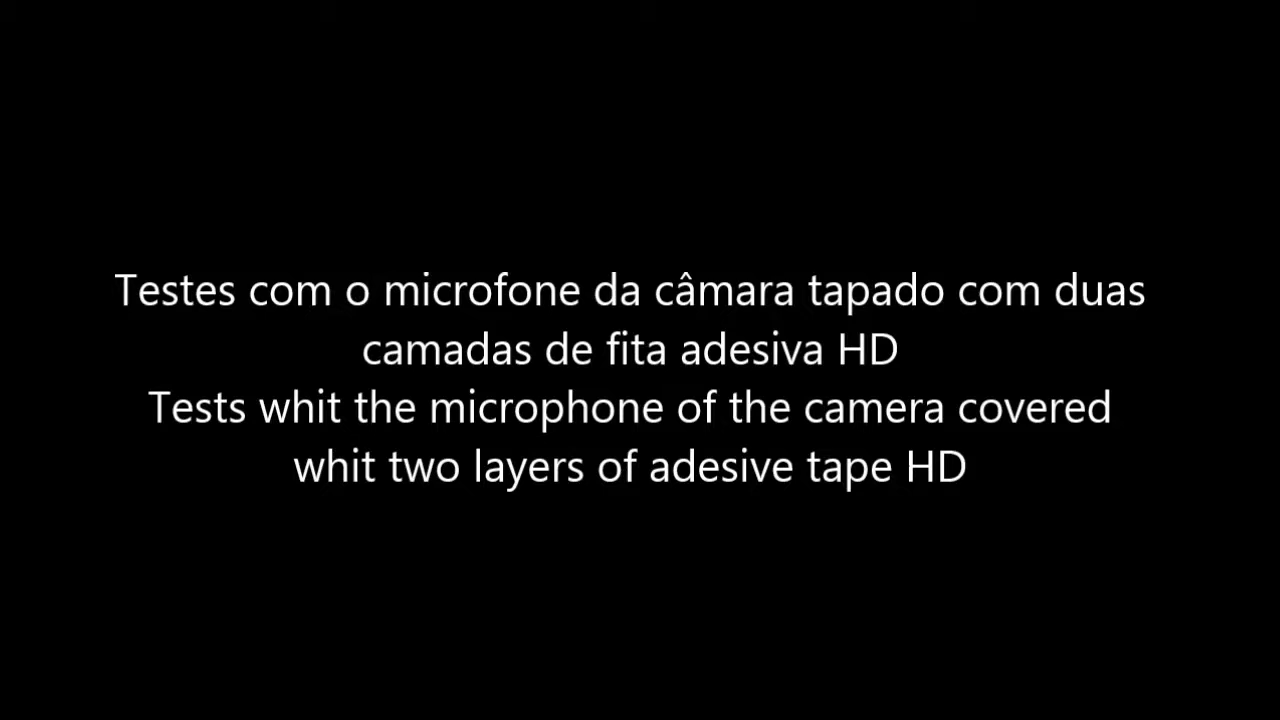 Testes com o microfone da câmara tapado com duas
camadas de fita adesiva HD
Tests whit the microphone of the camera covered
whit two layers of adesive tape HD